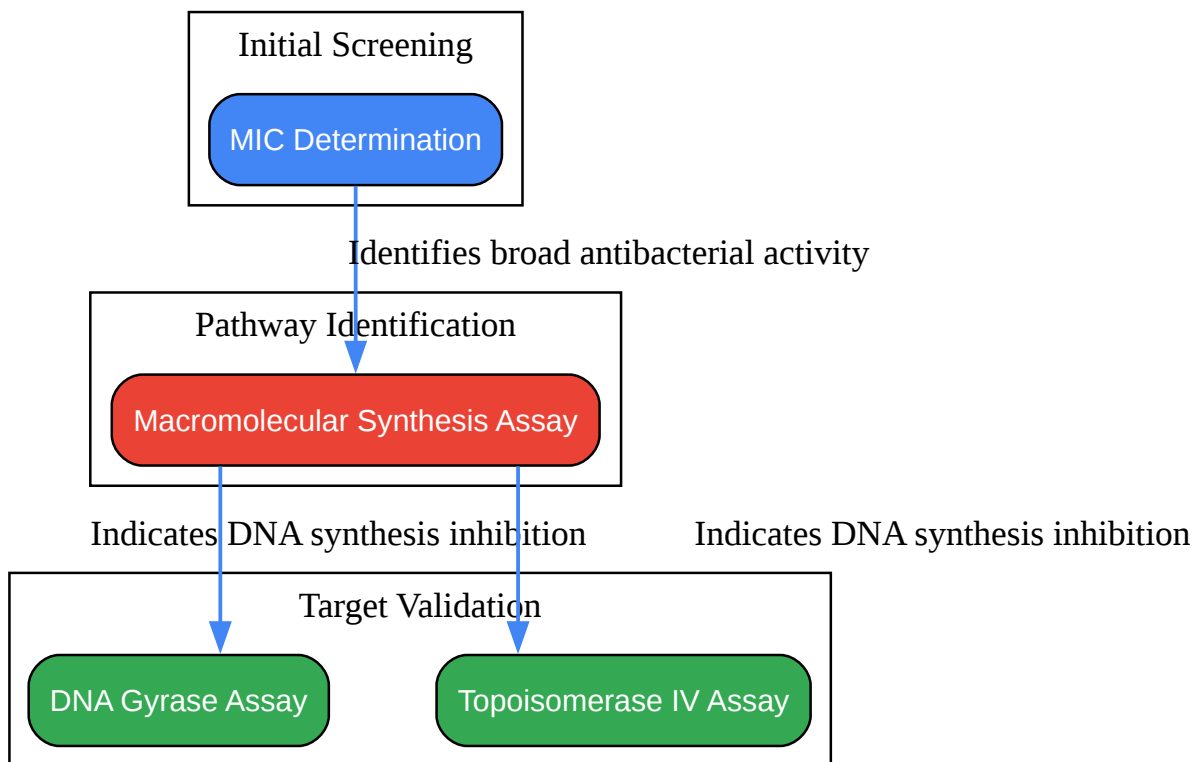 Initial Screening
MIC Determination
Identifies broad antibacterial activity
Pathway Identification
Macromolecular Synthesis Assay
Indicates DNA synthesis inhibition
Indicates DNA synthesis inhibition
Target Validation
DNA Gyrase Assay
Topoisomerase IV Assay